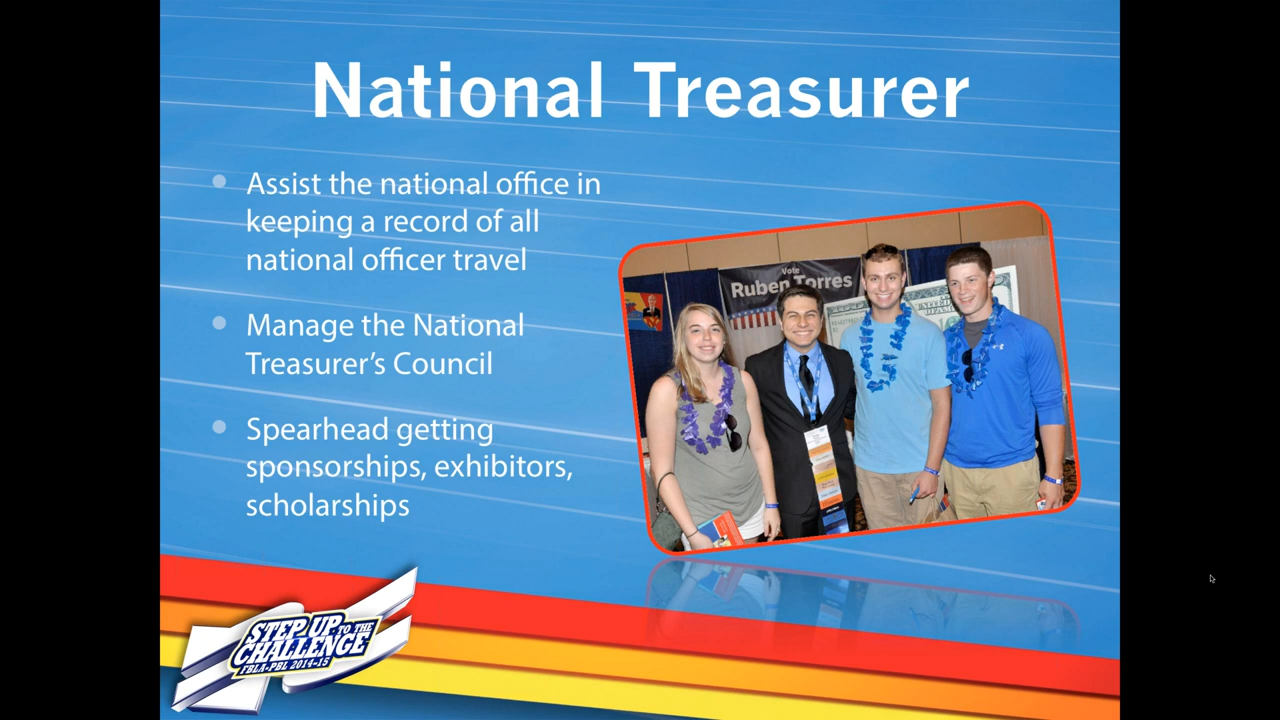 National Treasurer
Assist the national office in
keeping a record of all
national officer travel
Manage the National
Treasurer's Council
Spearhead getting
sponsorships, exhibitors,
scholarships
Vote
Ruben Torres
STEP UP TO THE
CHALLENGE
FBLA-PBL 2014-15